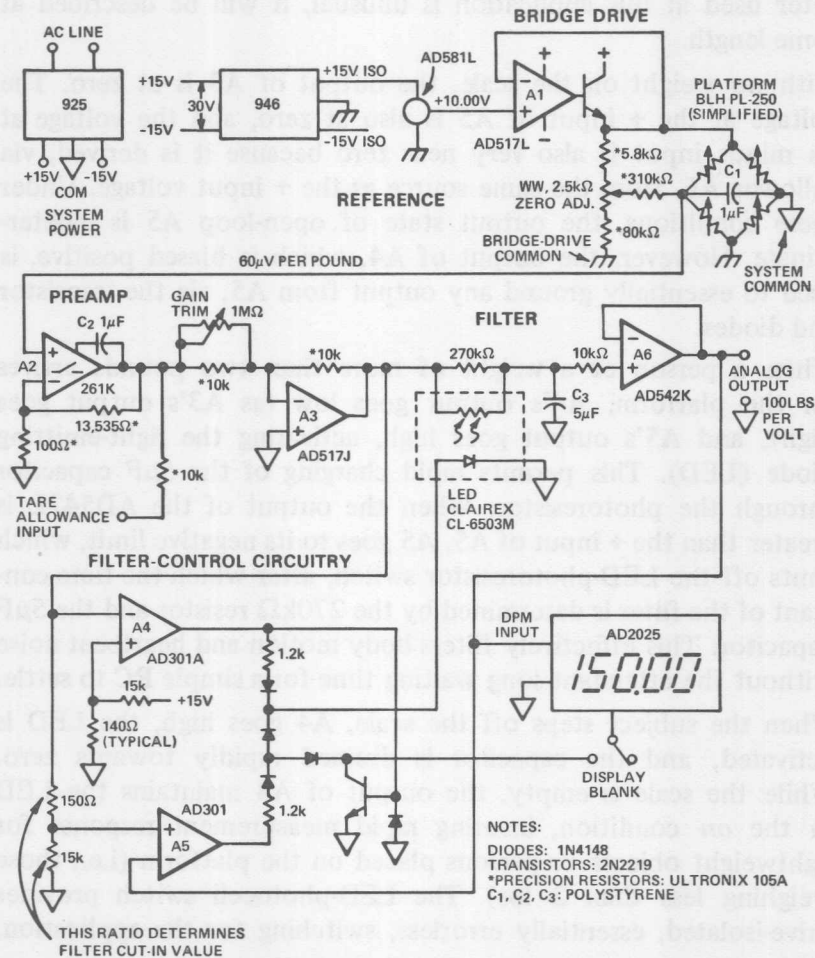 BRIDGE DRIVE
AC LINE
925
+15V
-15V
COM
SYSTEM
POWER
+15V
30V
-15V
946
+15V ISO
-15V ISO
AD581L
+10.00V
A1
AD517L
REFERENCE
PLATFORM
BLH PL-250
(SIMPLIFIED)
*5.8kΩ
WW, 2.5kΩ
ZERO ADJ.
*310kΩ
*80kΩ
C1
1μF
BRIDGE-DRIVE
COMMON
SYSTEM
COMMON
60μV PER POUND
PREAMP
C2 1μF
A2
261K
13,535Ω*
100Ω*
GAIN
TRIM
1MΩ
*10k
*10k
*10k
A3
AD517J
TAPE
ALLOWANCE
INPUT
FILTER
270kΩ
10kΩ
C3
5μF
A6
AD542K
ANALOG
OUTPUT
100LBS
VOLT
LED
CLAIREX
CL-6503M
FILTER-CONTROL CIRCUITRY
A4
AD301A
15k
+15V
140Ω
(TYPICAL)
1.2k
150Ω
15k
AD301
A5
1.2k
DPM
INPUT
AD2025
DISPLAY
BLANK
NOTES:
DIODES: 1N4148
TRANSISTORS: 2N2219
*PRECISION RESISTORS: ULTRONIX 105A
C1, C2, C3: POLYSTYRENE
THIS RATIO DETERMINES
FILTER CUT-IN VALUE